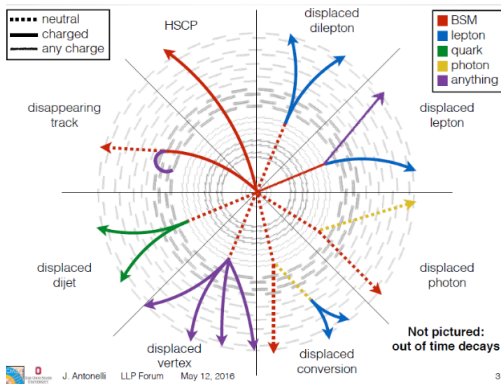 neutral
charged
any charge
HSCP
displaced
dilepton
BSM
lepton
quark
photon
anything
disappearing
track
displaced
lepton
displaced
dijet
displaced
photon
displaced
vertex
displaced
conversion
Not pictured:
out of time decays
J. Antonelli LLP Forum May 12, 2016 3